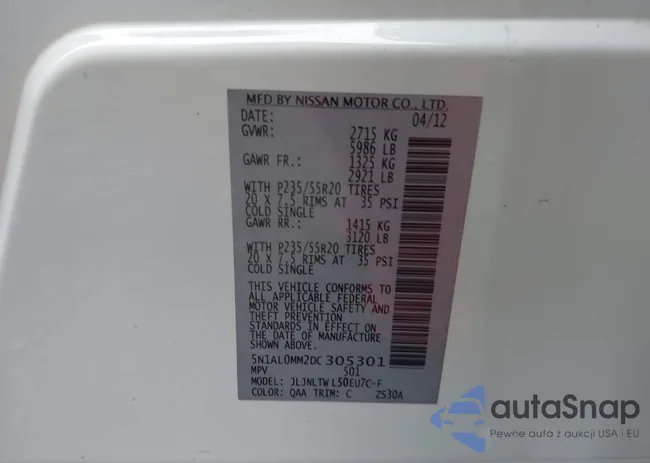 MFD BY NISSAN MOTOR CO., LTD.
DATE: 04/12
GVWR: 2715 KG
5986 LB
GAWR FR.: 1325 KG
2921 LB
WITH P235/55R20 TIRES
20 X 7.5 RIMS AT 35 PSI
COLD SINGLE
GAWR RR.: 1415 KG
3120 LB
WITH P235/55R20 TIRES
20 X 7.5 RIMS AT 35 PSI
COLD SINGLE
THIS VEHICLE CONFORMS TO
ALL APPLICABLE FEDERAL
MOTOR VEHICLE SAFETY AND
THEFT PREVENTION
STANDARDS IN EFFECT ON
THE DATE OF MANUFACTURE
SHOWN ABOVE.
5N1AL0MM2DC305301
MPV S01
MODEL: JLJNLTWL50EU7C-F
COLOR: QAA TRIM: C ZS30A
autaSnap
Pewne auta z aukcji USA i EU